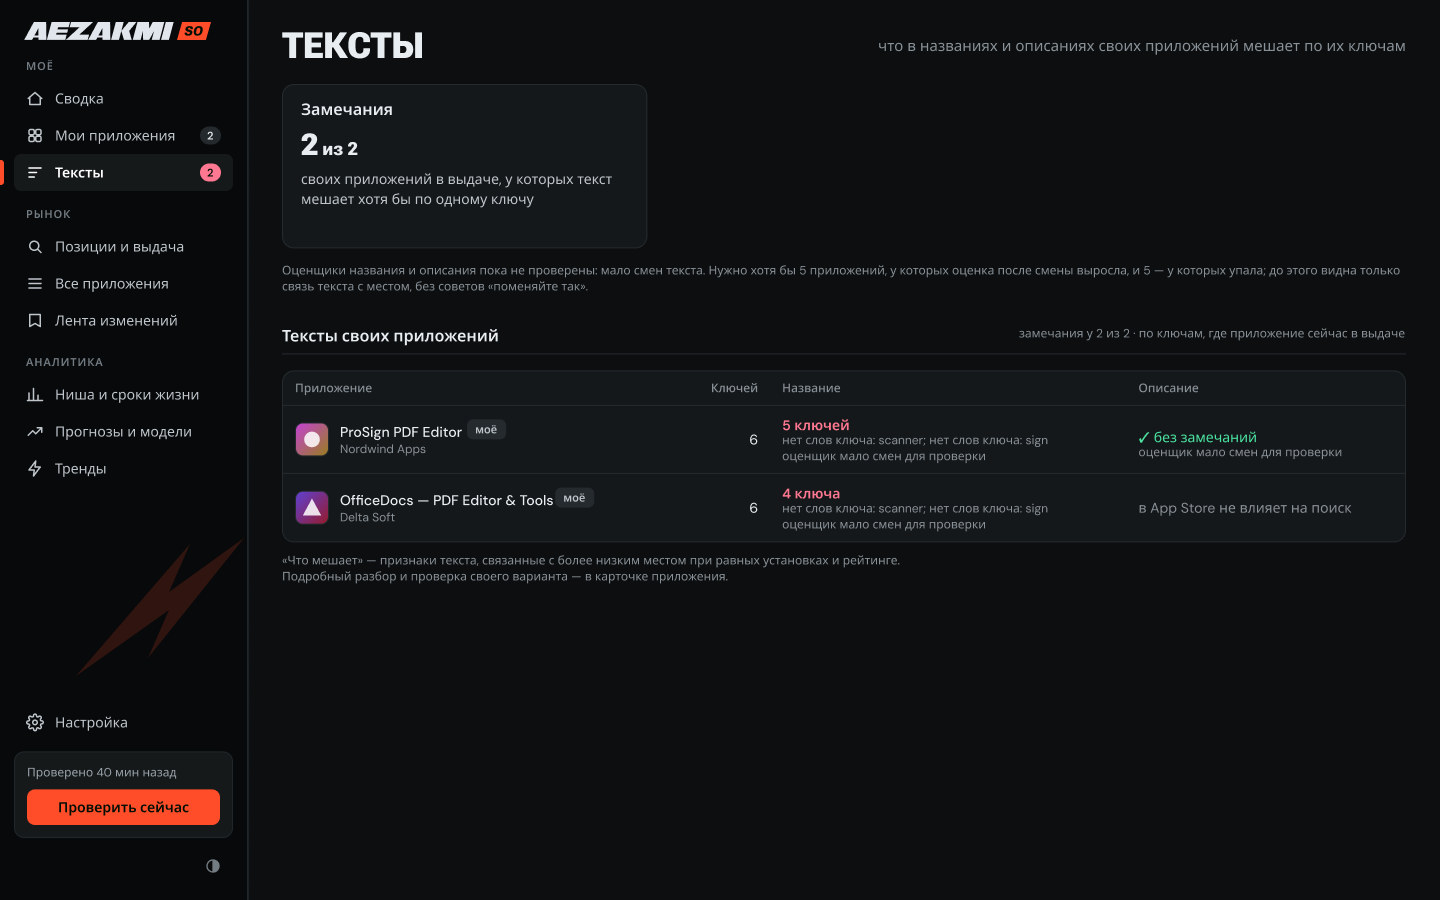 AEZAKMI SO
МОЁ
Сводка
Мои приложения 2
Тексты 2
РЫНОК
Позиции и выдача
Все приложения
Лента изменений
АНАЛИТИКА
Ниша и сроки жизни
Прогнозы и модели
Тренды
Настройка
Проверено 40 мин назад
Проверить сейчас
ТЕКСТЫ
что в названиях и описаниях своих приложений мешает по их ключам
Замечания
2 из 2
своих приложений в выдаче, у которых текст
мешает хотя бы по одному ключу
Оценщики названия и описания пока не проверены: мало смен текста. Нужно хотя бы 5 приложений, у которых оценка после смены выросла, и 5 — у которых упала; до этого видна только
связь текста с местом, без советов «поменяйте так».
Тексты своих приложений
замечания у 2 из 2 · по ключам, где приложение сейчас в выдаче
Приложение Ключей Название Описание
ProSign PDF Editor моё
Nordwind Apps
6
5 ключей
нет слов ключа: scanner; нет слов ключа: sign
оценщик мало смен для проверки
✓ без замечаний
оценщик мало смен для проверки
OfficeDocs — PDF Editor & Tools моё
Delta Soft
6
4 ключа
нет слов ключа: scanner; нет слов ключа: sign
оценщик мало смен для проверки
в App Store не влияет на поиск
«Что мешает» — признаки текста, связанные с более низким местом при равных установках и рейтинге.
Подробный разбор и проверка своего варианта — в карточке приложения.